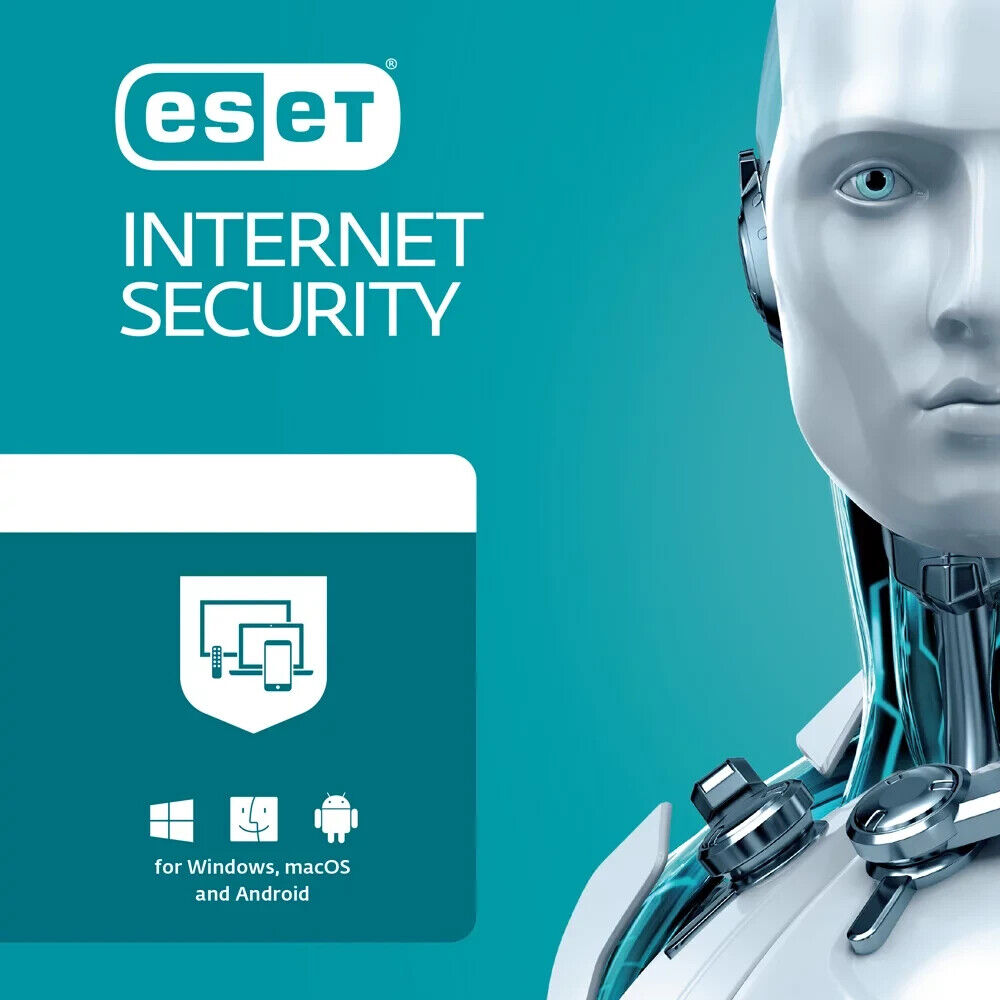 eset®
INTERNET
SECURITY
for Windows, macOS
and Android